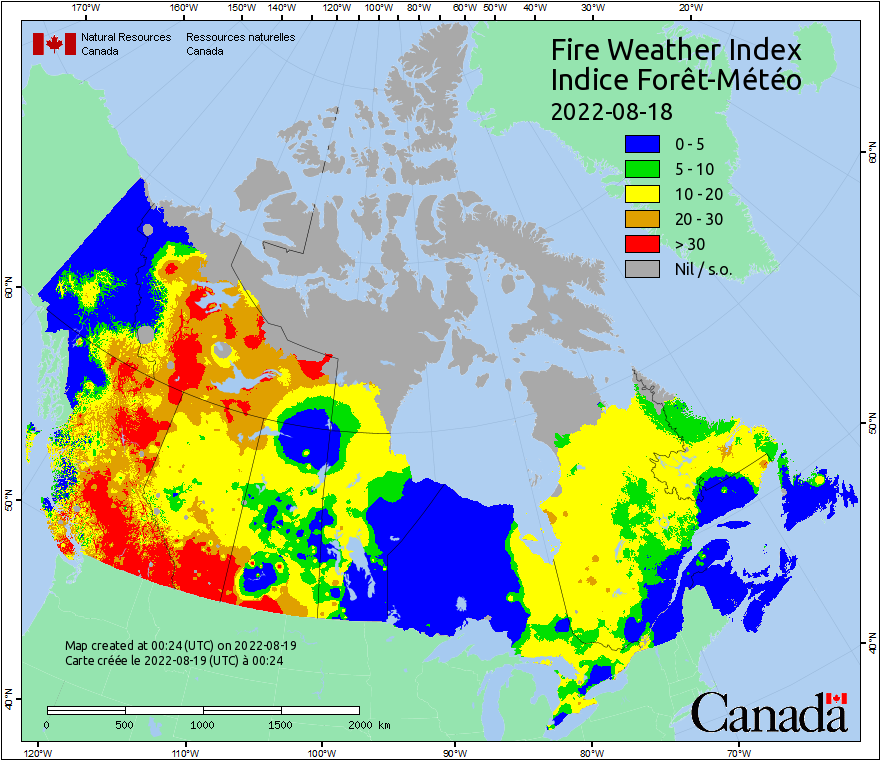 170°W 160°W 150°W 140°W 120°W 100°W 80°W 60°W 50°W 40°W 30°W 20°W
Natural Resources Ressources naturelles
Canada Canada
Fire Weather Index
Indice Forêt-Météo
2022-08-18
0 - 5
5 - 10
10 - 20
20 - 30
> 30
Nil / s.o.
60°N 60°N
50°N 50°N
40°N 40°N
Map created at 00:24 (UTC) on 2022-08-19
Carte créée le 2022-08-19 (UTC) à 00:24
0 500 1000 1500 2000 km
Canada
120°W 110°W 100°W 90°W 80°W 70°W